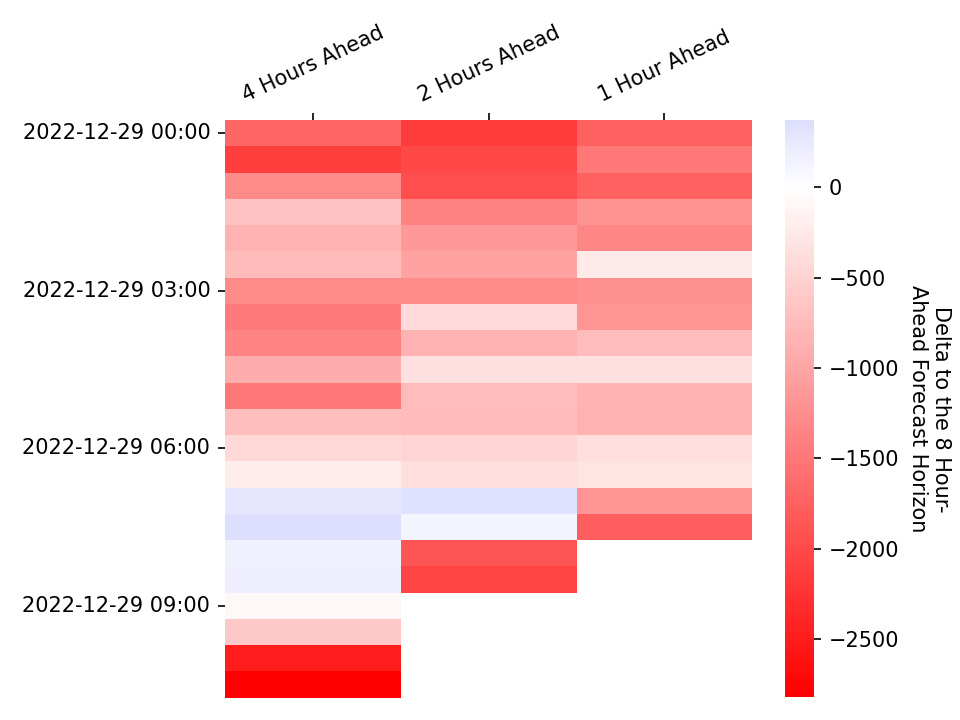 4 Hours Ahead
2 Hours Ahead
1 Hour Ahead
2022-12-29 00:00
2022-12-29 03:00
2022-12-29 06:00
2022-12-29 09:00
0
−500
−1000
−1500
−2000
−2500
Delta to the 8 Hour-
Ahead Forecast Horizon